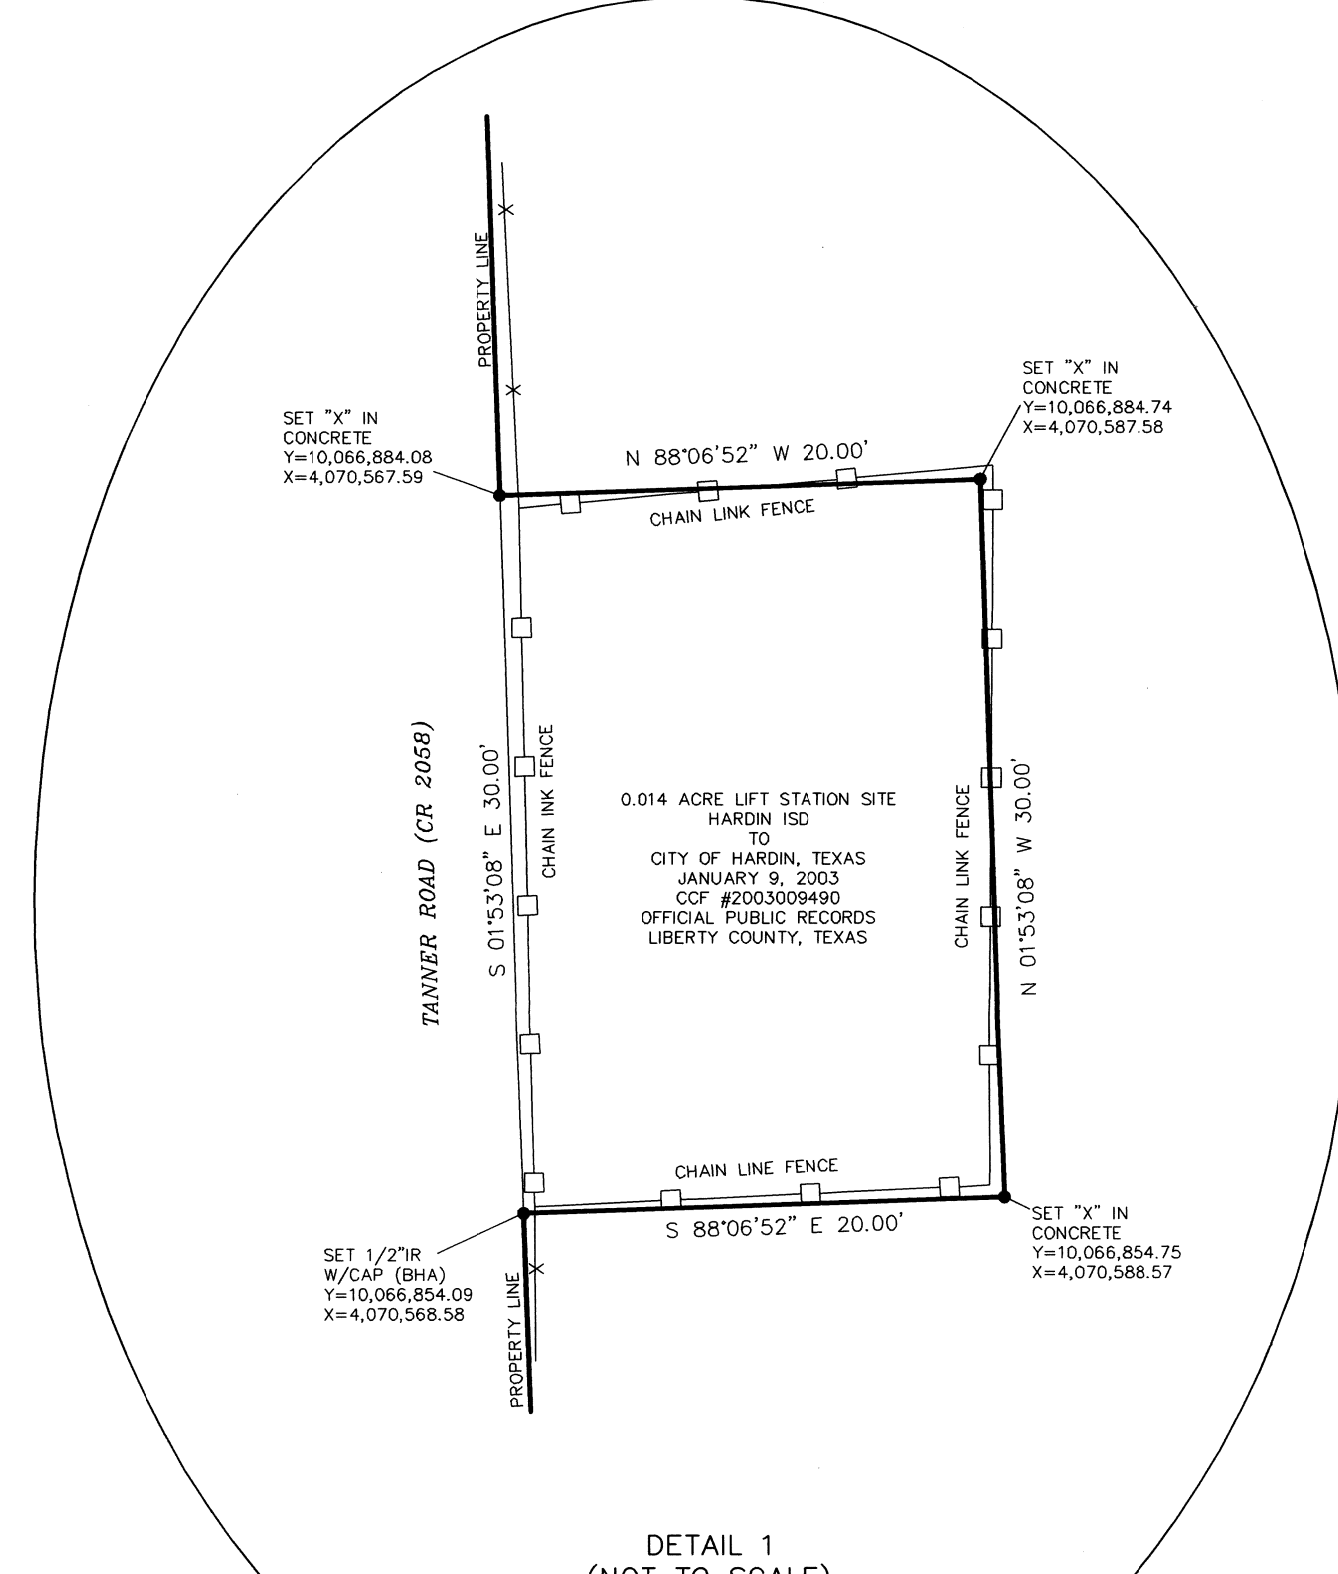 PROPERTY LINE
SET "X" IN
CONCRETE
Y=10,066,884.08
X=4,070,567.59
SET "X" IN
CONCRETE
Y=10,066,884.74
X=4,070,587.58
N 88°06'52" W 20.00'
CHAIN LINK FENCE
TANNER ROAD (CR 2058)
S 01°53'08" E 30.00'
CHAIN INK FENCE
0.014 ACRE LIFT STATION SITE
HARDIN ISD
TO
CITY OF HARDIN, TEXAS
JANUARY 9, 2003
CCF #2003009490
OFFICIAL PUBLIC RECORDS
LIBERTY COUNTY, TEXAS
CHAIN LINK FENCE
N 01°53'08" W 30.00'
CHAIN LINE FENCE
S 88°06'52" E 20.00'
SET 1/2"IR
W/CAP (BHA)
Y=10,066,854.09
X=4,070,568.58
PROPERTY LINE
SET "X" IN
CONCRETE
Y=10,066,854.75
X=4,070,588.57
DETAIL 1
(NOT TO SCALE)